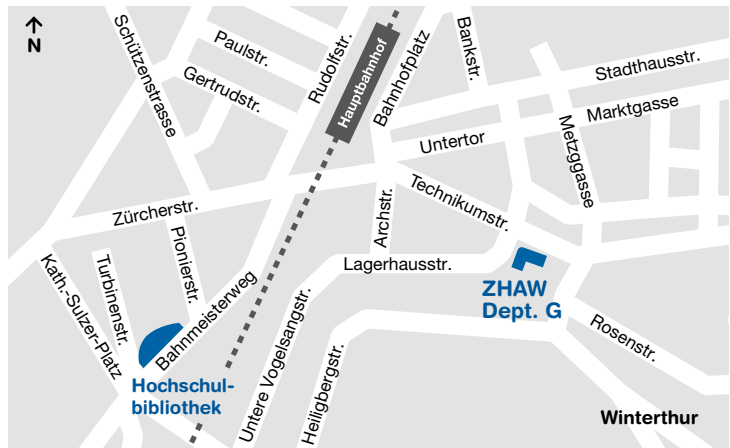 N
Schützenstrasse
Paulstr.
Gertrudstr.
Rudolfstr.
Hauptbahnhof
Bahnhofplatz
Bankstr.
Stadthausstr.
Marktgasse
Untertor
Metzggasse
Technikumstr.
Zürcherstr.
Archstr.
Pionierstr.
Turbinenstr.
Kath.-Sulzer-Platz
Bahnmeisterweg
Lagerhausstr.
ZHAW
Dept. G
Rosenstr.
Untere Vogelsangstr.
Heiligbergstr.
Hochschul-
bibliothek
Winterthur